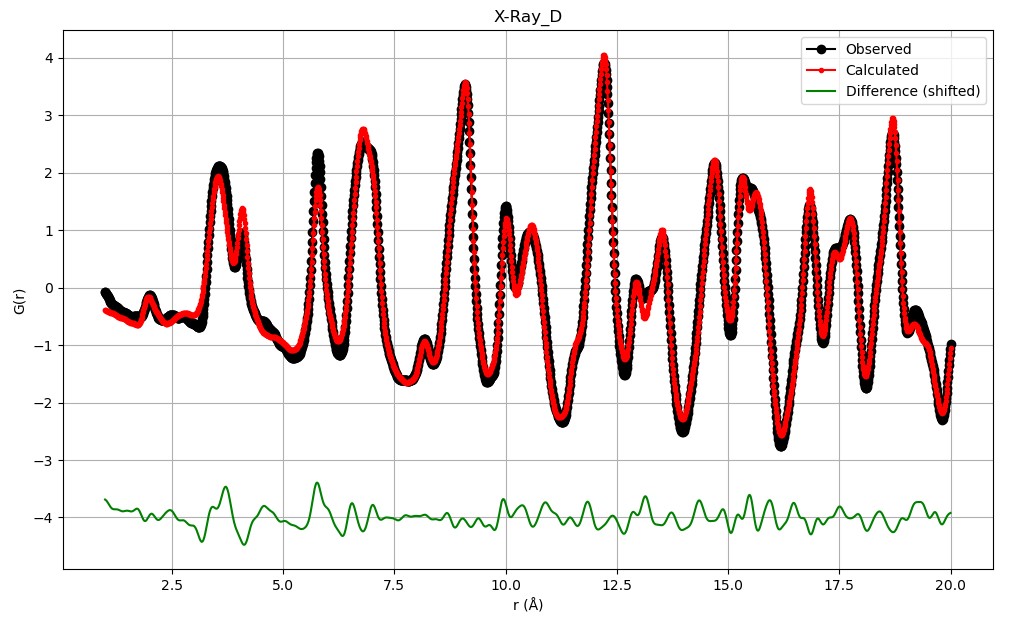 X-Ray_D
Observed
Calculated
Difference (shifted)
G(r)
4
3
2
1
0
−1
−2
−3
−4
2.5 5.0 7.5 10.0 12.5 15.0 17.5 20.0
r (Å)